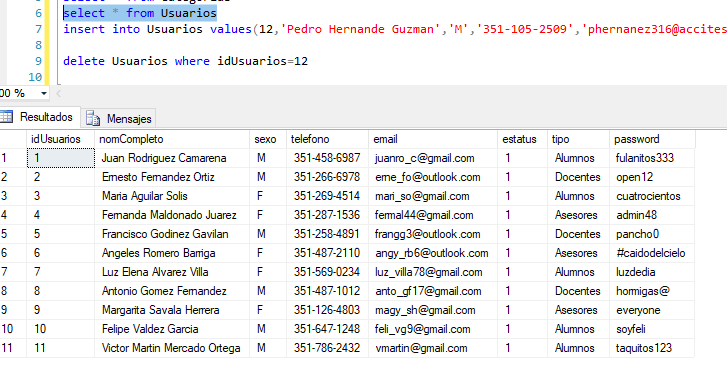 6 select * from Usuarios
7 insert into Usuarios values(12,'Pedro Hernande Guzman','M','351-105-2509','phernanez316@accites
8
9 delete Usuarios where idUsuarios=12
10
00 %
Resultados Mensajes
idUsuarios nomCompleto sexo telefono email estatus tipo password
1 1 Juan Rodriguez Camarena M 351-458-6987 juanro_c@gmail.com 1 Alumnos fulanitos333
2 2 Ernesto Fernandez Ortiz M 351-266-6978 erne_fo@outlook.com 1 Docentes open12
3 3 Maria Aguilar Solis F 351-269-4514 mari_so@gmail.com 1 Alumnos cuatrocientos
4 4 Fernanda Maldonado Juarez F 351-287-1536 fermal44@gmail.com 1 Asesores admin48
5 5 Francisco Godinez Gavilan M 351-258-4891 frangg3@outlook.com 1 Docentes pancho0
6 6 Angeles Romero Barriga F 351-487-2110 angy_rb6@outlook.com 1 Asesores #caidodelcielo
7 7 Luz Elena Alvarez Villa F 351-569-0234 luz_villa78@gmail.com 1 Alumnos luzdedia
8 8 Antonio Gomez Fernandez M 351-487-1012 anto_gf17@gmail.com 1 Docentes hormigas@
9 9 Margarita Savala Herrera F 351-126-4803 magy_sh@gmail.com 1 Asesores everyone
10 10 Felipe Valdez Garcia M 351-647-1248 feli_vg9@gmail.com 1 Alumnos soyfeli
11 11 Victor Martin Mercado Ortega M 351-786-2432 vmartin@gmail.com 1 Alumnos taquitos123